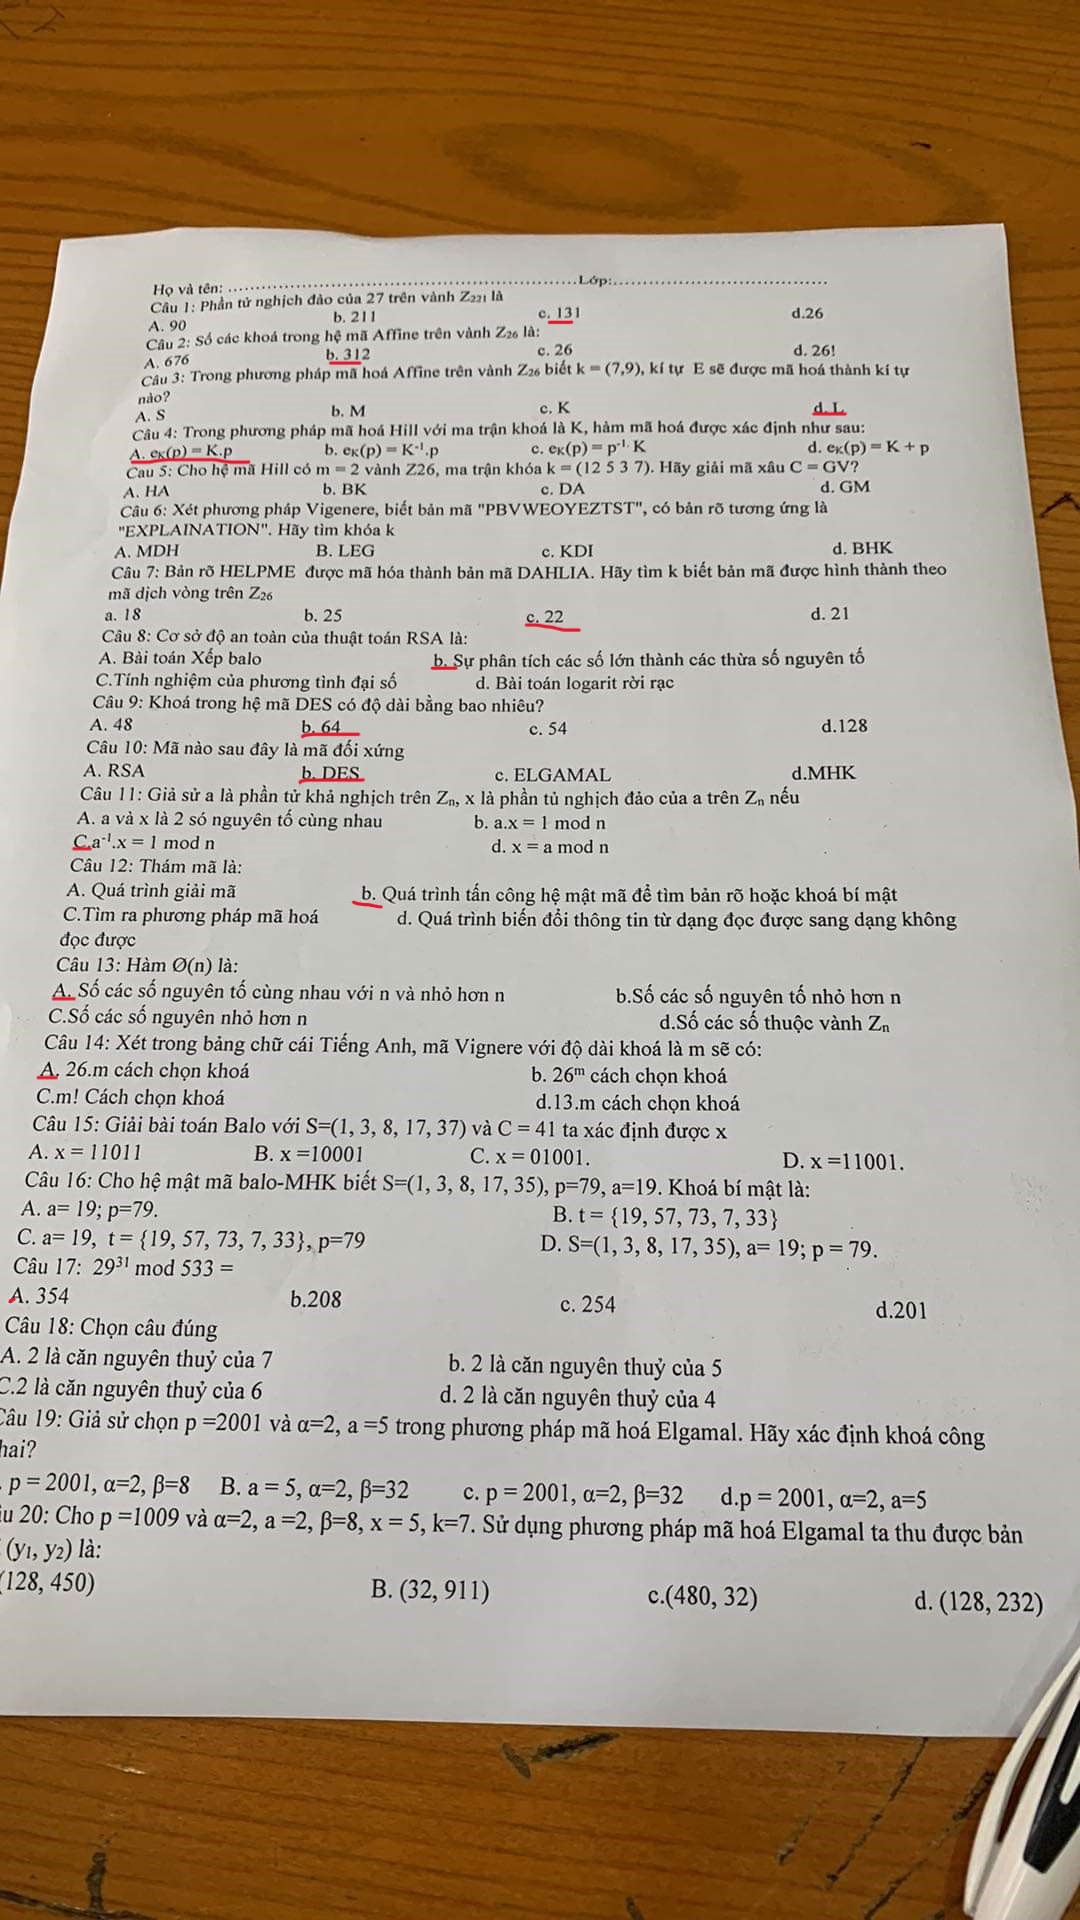 Họ và tên: ............................................................Lớp:....................................
Câu 1: Phần tử nghịch đảo của 27 trên vành Z₂₂₁ là
A. 90 b. 211 c. 131 d.26
Câu 2: Số các khoá trong hệ mã Affine trên vành Z₂₆ là:
A. 676 b. 312 c. 26 d. 26!
Câu 3: Trong phương pháp mã hoá Affine trên vành Z₂₆ biết k = (7,9), kí tự E sẽ được mã hoá thành kí tự
nào?
A. S b. M c. K d. L
Câu 4: Trong phương pháp mã hoá Hill với ma trận khoá là K, hàm mã hoá được xác định như sau:
A. eₖ(p) = K.p b. eₖ(p) = K⁻¹.p c. eₖ(p) = p⁻¹. K d. eₖ(p) = K + p
Câu 5: Cho hệ mã Hill có m = 2 vành Z26, ma trận khóa k = (12 5 3 7). Hãy giải mã xâu C = GV?
A. HA b. BK c. DA d. GM
Câu 6: Xét phương pháp Vigenere, biết bản mã "PBVWEOYEZTST", có bản rõ tương ứng là
"EXPLAINATION". Hãy tìm khóa k
A. MDH B. LEG c. KDI d. BHK
Câu 7: Bản rõ HELPME được mã hóa thành bản mã DAHLIA. Hãy tìm k biết bản mã được hình thành theo
mã dịch vòng trên Z₂₆
a. 18 b. 25 c. 22 d. 21
Câu 8: Cơ sở độ an toàn của thuật toán RSA là:
A. Bài toán Xếp balo b. Sự phân tích các số lớn thành các thừa số nguyên tố
C.Tính nghiệm của phương tình đại số d. Bài toán logarit rời rạc
Câu 9: Khoá trong hệ mã DES có độ dài bằng bao nhiêu?
A. 48 b. 64 c. 54 d.128
Câu 10: Mã nào sau đây là mã đối xứng
A. RSA b. DES c. ELGAMAL d.MHK
Câu 11: Giả sử a là phần tử khả nghịch trên Zₙ, x là phần tủ nghịch đảo của a trên Zₙ nếu
A. a và x là 2 só nguyên tố cùng nhau b. a.x = 1 mod n
C.a⁻¹.x = 1 mod n d. x = a mod n
Câu 12: Thám mã là:
A. Quá trình giải mã b. Quá trình tấn công hệ mật mã để tìm bản rõ hoặc khoá bí mật
C.Tìm ra phương pháp mã hoá d. Quá trình biến đổi thông tin từ dạng đọc được sang dạng không
đọc được
Câu 13: Hàm Ø(n) là:
A. Số các số nguyên tố cùng nhau với n và nhỏ hơn n b.Số các số nguyên tố nhỏ hơn n
C.Số các số nguyên nhỏ hơn n d.Số các số thuộc vành Zₙ
Câu 14: Xét trong bảng chữ cái Tiếng Anh, mã Vignere với độ dài khoá là m sẽ có:
A. 26.m cách chọn khoá b. 26ᵐ cách chọn khoá
C.m! Cách chọn khoá d.13.m cách chọn khoá
Câu 15: Giải bài toán Balo với S=(1, 3, 8, 17, 37) và C = 41 ta xác định được x
A. x = 11011 B. x =10001 C. x = 01001. D. x =11001.
Câu 16: Cho hệ mật mã balo-MHK biết S=(1, 3, 8, 17, 35), p=79, a=19. Khoá bí mật là:
A. a= 19; p=79. B. t = {19, 57, 73, 7, 33}
C. a= 19, t = {19, 57, 73, 7, 33}, p=79 D. S=(1, 3, 8, 17, 35), a= 19; p = 79.
Câu 17: 29³¹ mod 533 =
A. 354 b.208 c. 254 d.201
Câu 18: Chọn câu đúng
A. 2 là căn nguyên thuỷ của 7 b. 2 là căn nguyên thuỷ của 5
C.2 là căn nguyên thuỷ của 6 d. 2 là căn nguyên thuỷ của 4
Câu 19: Giả sử chọn p =2001 và α=2, a =5 trong phương pháp mã hoá Elgamal. Hãy xác định khoá công
hai?
. p = 2001, α=2, β=8 B. a = 5, α=2, β=32 c. p = 2001, α=2, β=32 d.p = 2001, α=2, a=5
u 20: Cho p =1009 và α=2, a =2, β=8, x = 5, k=7. Sử dụng phương pháp mã hoá Elgamal ta thu được bản
(y₁, y₂) là:
(128, 450) B. (32, 911) c.(480, 32) d. (128, 232)